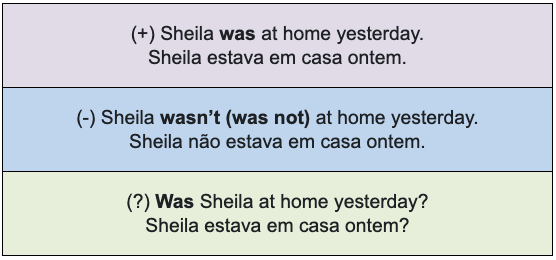 (+) Sheila was at home yesterday.
Sheila estava em casa ontem.
(-) Sheila wasn’t (was not) at home yesterday.
Sheila não estava em casa ontem.
(?) Was Sheila at home yesterday?
Sheila estava em casa ontem?